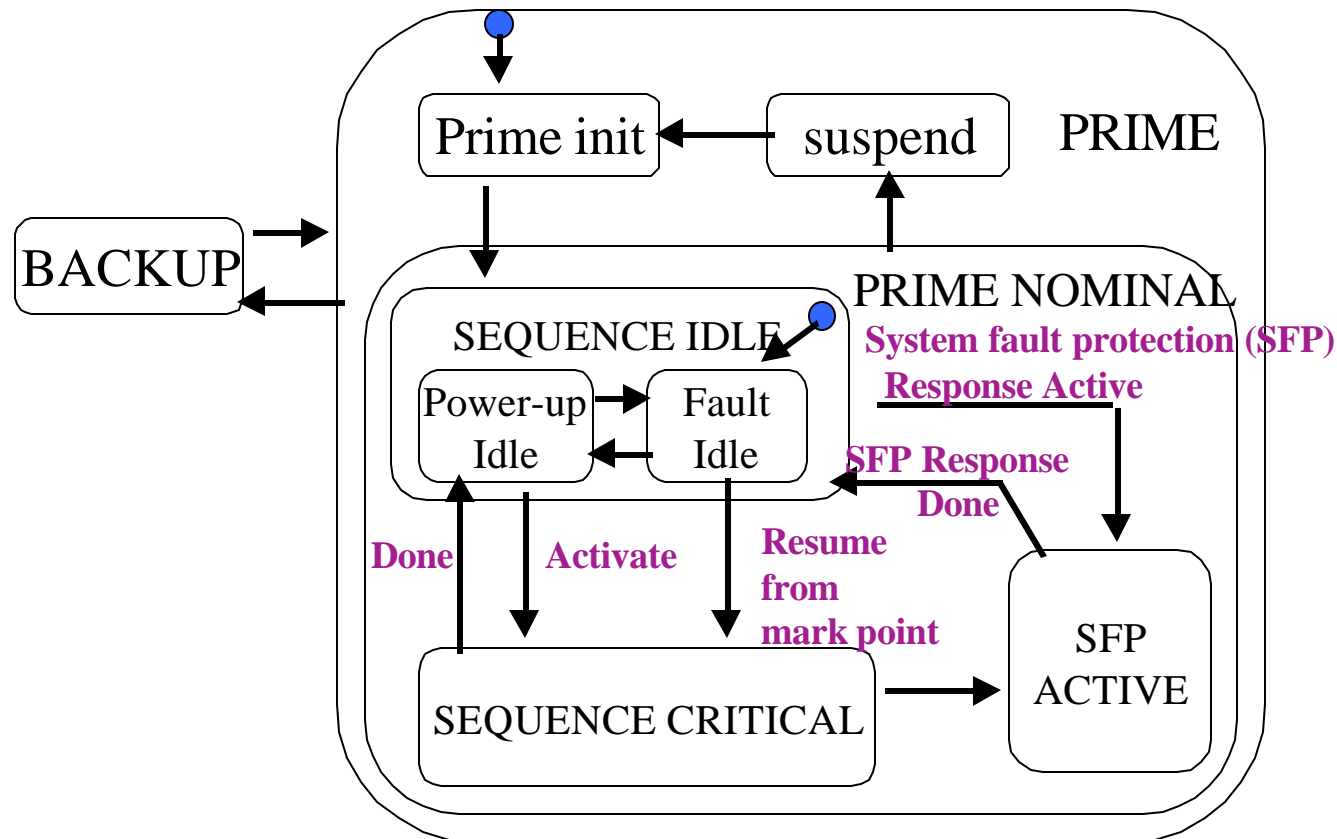 Prime init
suspend
PRIME
BACKUP
PRIME NOMINAL
SEQUENCE IDLE
System fault protection (SFP)
Response Active
Power-up
Idle
Fault
Idle
SFP Response
Done
Done
Activate
Resume
from
mark point
SFP
ACTIVE
SEQUENCE CRITICAL